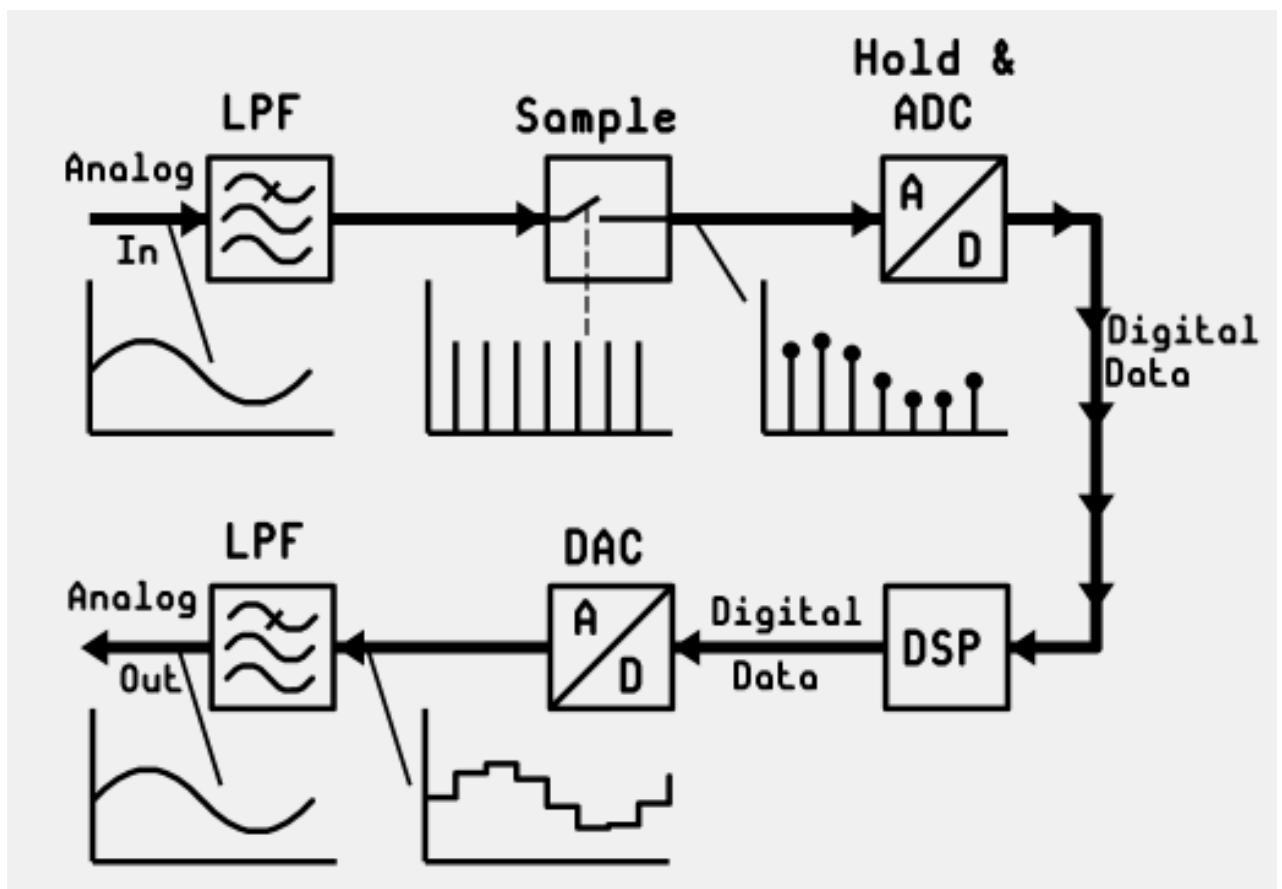 LPF
Sample
Hold &
ADC
Analog
In
A
D
Digital
Data
LPF
DAC
Analog
Out
A
D
Digital
Data
DSP